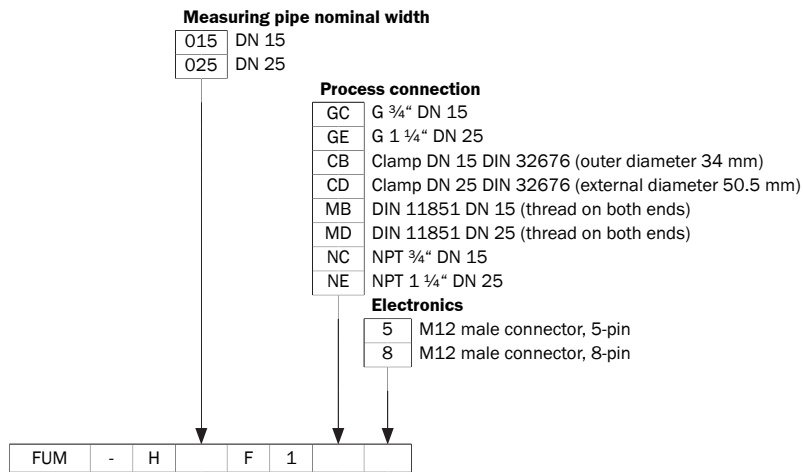 Measuring pipe nominal width
015 DN 15
025 DN 25
Process connection
GC G ¾“ DN 15
GE G 1 ¼“ DN 25
CB Clamp DN 15 DIN 32676 (outer diameter 34 mm)
CD Clamp DN 25 DIN 32676 (external diameter 50.5 mm)
MB DIN 11851 DN 15 (thread on both ends)
MD DIN 11851 DN 25 (thread on both ends)
NC NPT ¾“ DN 15
NE NPT 1 ¼“ DN 25
Electronics
5 M12 male connector, 5-pin
8 M12 male connector, 8-pin
FUM - H F 1